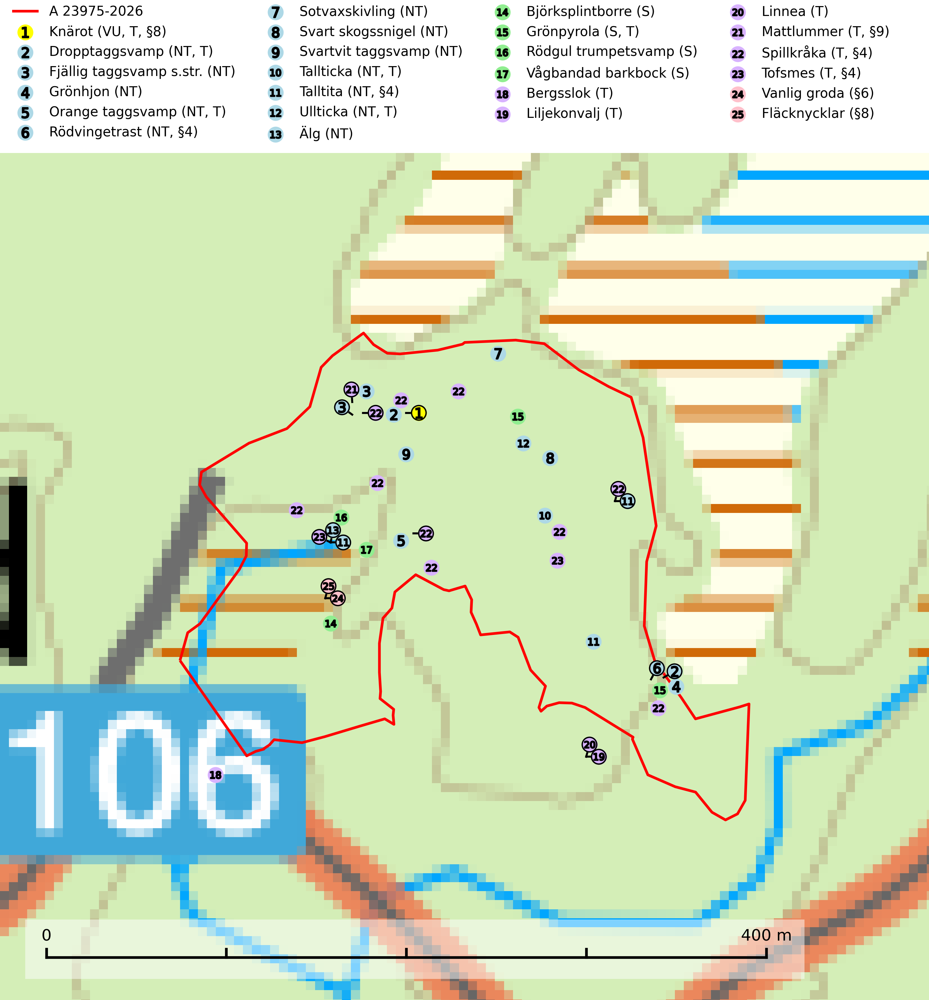 A 23975-2026
1 Knärot (VU, T, §8)
2 Dropptaggsvamp (NT, T)
3 Fjällig taggsvamp s.str. (NT)
4 Grönhjon (NT)
5 Orange taggsvamp (NT, T)
6 Rödvingetrast (NT, §4)
7 Sotvaxskivling (NT)
8 Svart skogssnigel (NT)
9 Svartvit taggsvamp (NT)
10 Tallticka (NT, T)
11 Talltita (NT, §4)
12 Ullticka (NT, T)
13 Älg (NT)
14 Björksplintborre (S)
15 Grönpyrola (S, T)
16 Rödgul trumpetsvamp (S)
17 Vågbandad barkbock (S)
18 Bergsslok (T)
19 Liljekonvalj (T)
20 Linnea (T)
21 Mattlummer (T, §9)
22 Spillkråka (T, §4)
23 Tofsmes (T, §4)
24 Vanlig groda (§6)
25 Fläcknycklar (§8)
7
21 3 22
22
3 22 2 1
15
12
9 8
22
22 11
22
16 10
13
23 11 22 22
5
17
23
22
25
24
14
11
6 2
4
15
22
20
19
106
18
0 400 m